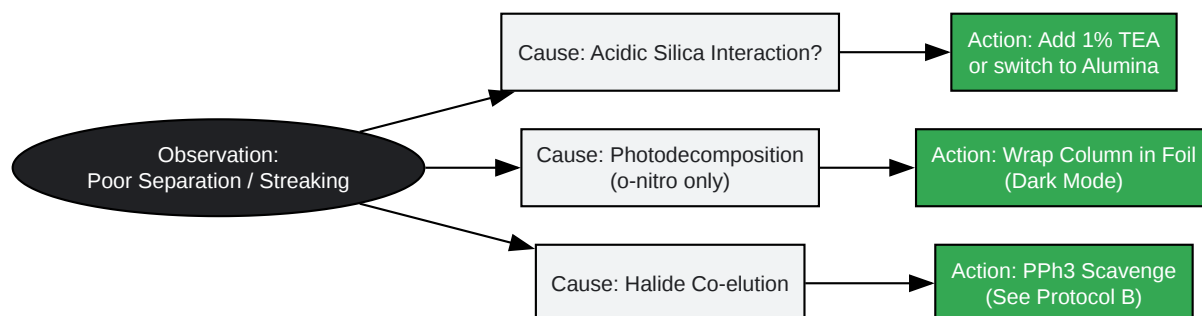 Cause: Acidic Silica Interaction?
Action: Add 1% TEA
or switch to Alumina
Observation:
Poor Separation / Streaking
Cause: Photodecomposition
(o-nitro only)
Action: Wrap Column in Foil
(Dark Mode)
Cause: Halide Co-elution
Action: PPh3 Scavenge
(See Protocol B)